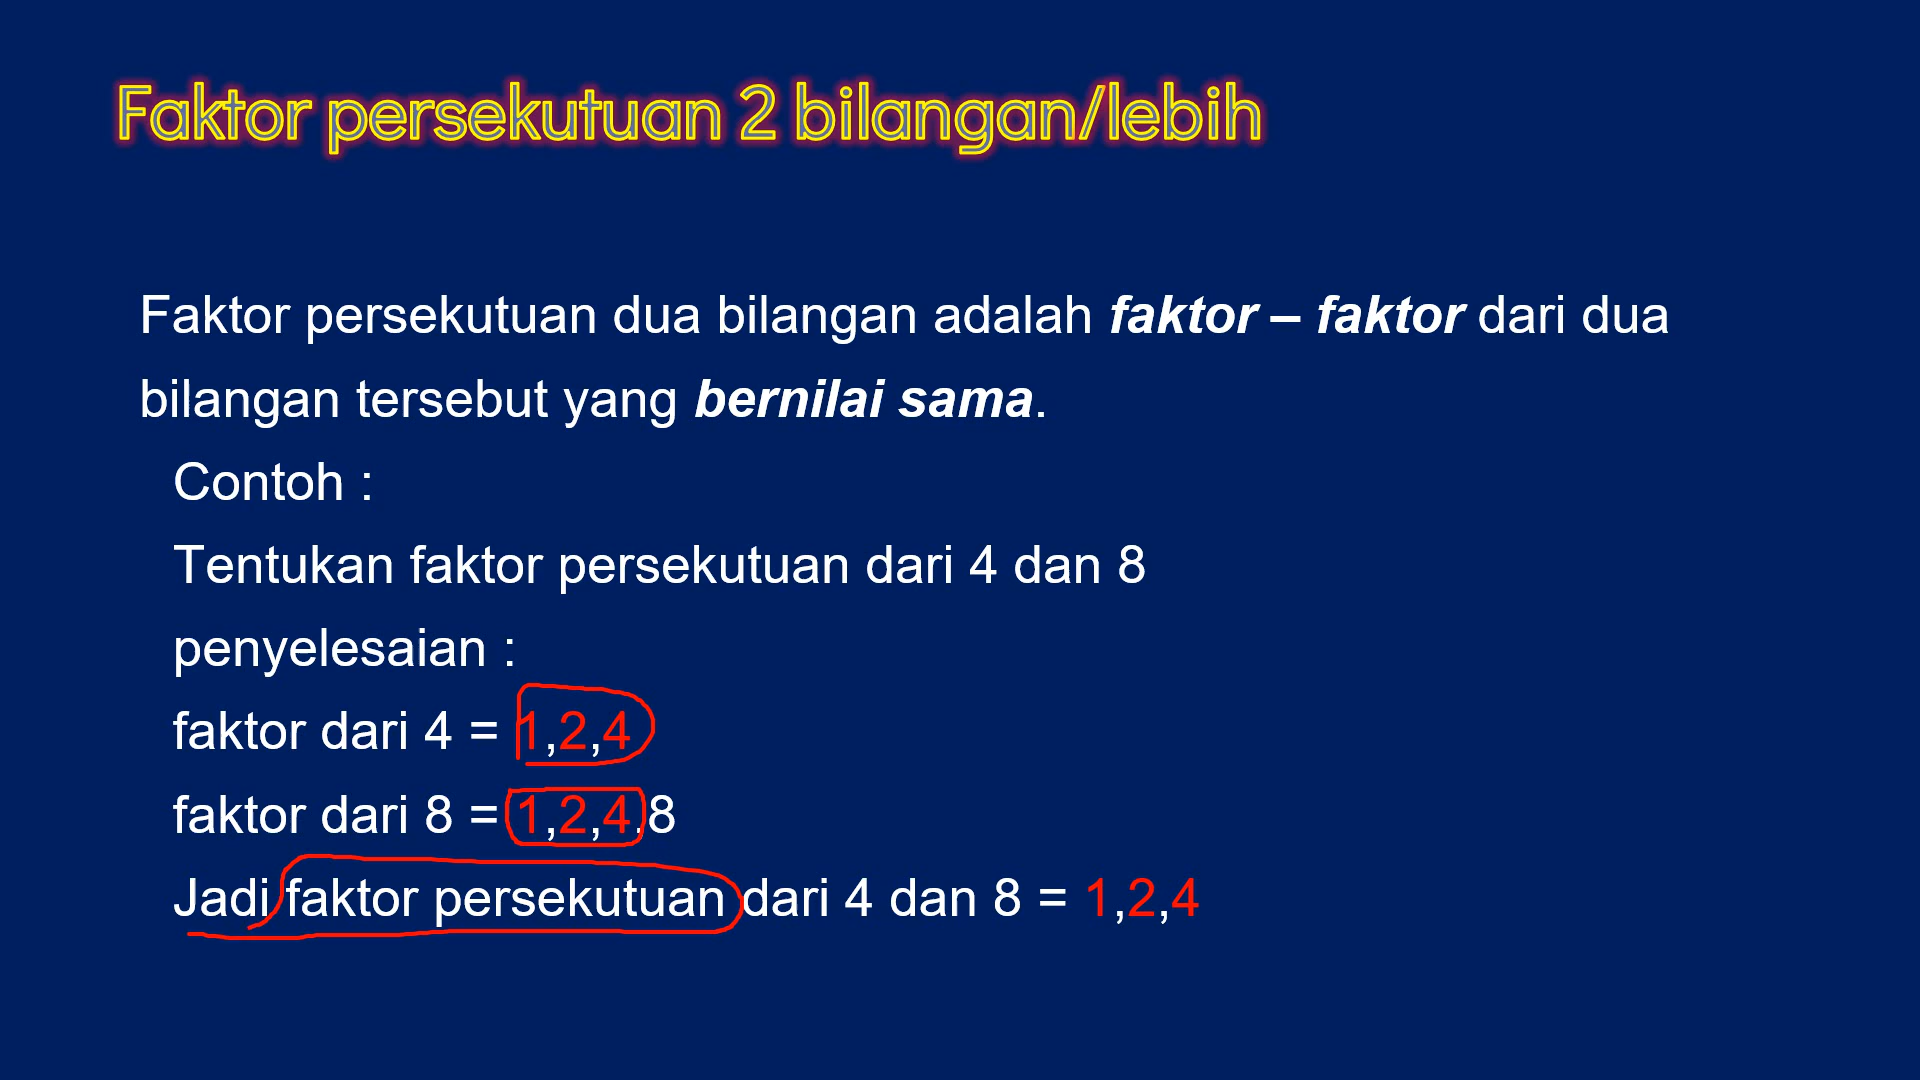 Faktor persekutuan 2 bilangan/lebih
Faktor persekutuan dua bilangan adalah faktor – faktor dari dua
bilangan tersebut yang bernilai sama.
Contoh :
Tentukan faktor persekutuan dari 4 dan 8
penyelesaian :
faktor dari 4 = 1,2,4
faktor dari 8 = 1,2,4,8
Jadi faktor persekutuan dari 4 dan 8 = 1,2,4